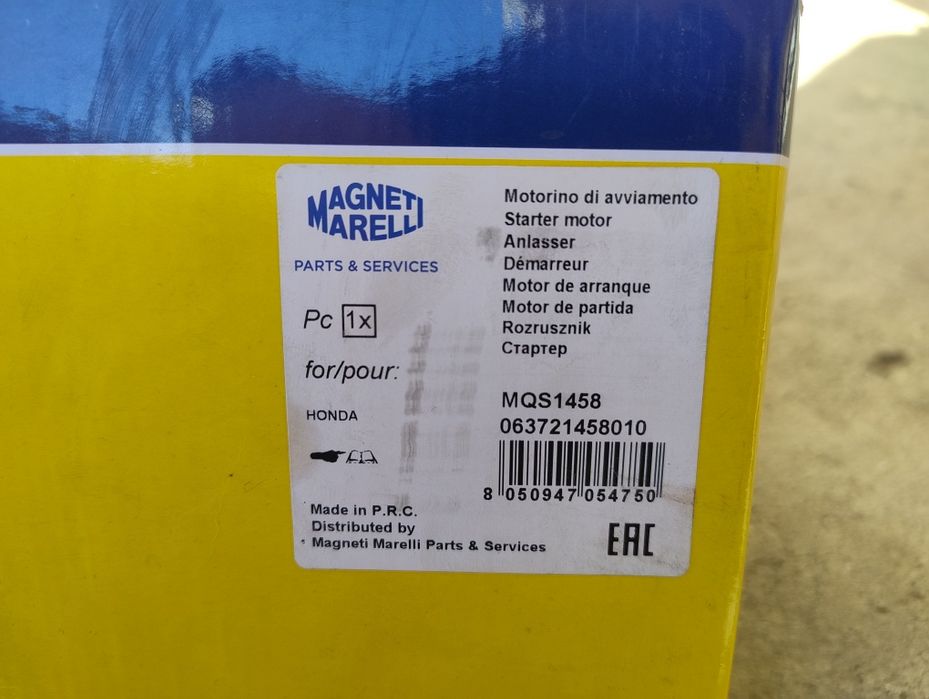 MAGNETI
MARELLI
PARTS & SERVICES
Pc 1x
for/pour:
HONDA
Made in P.R.C.
Distributed by
Magneti Marelli Parts & Services
Motorino di avviamento
Starter motor
Anlasser
Démarreur
Motor de arranque
Motor de partida
Rozrusznik
Стартер
MQS1458
063721458010
8 050947 054750
EAC